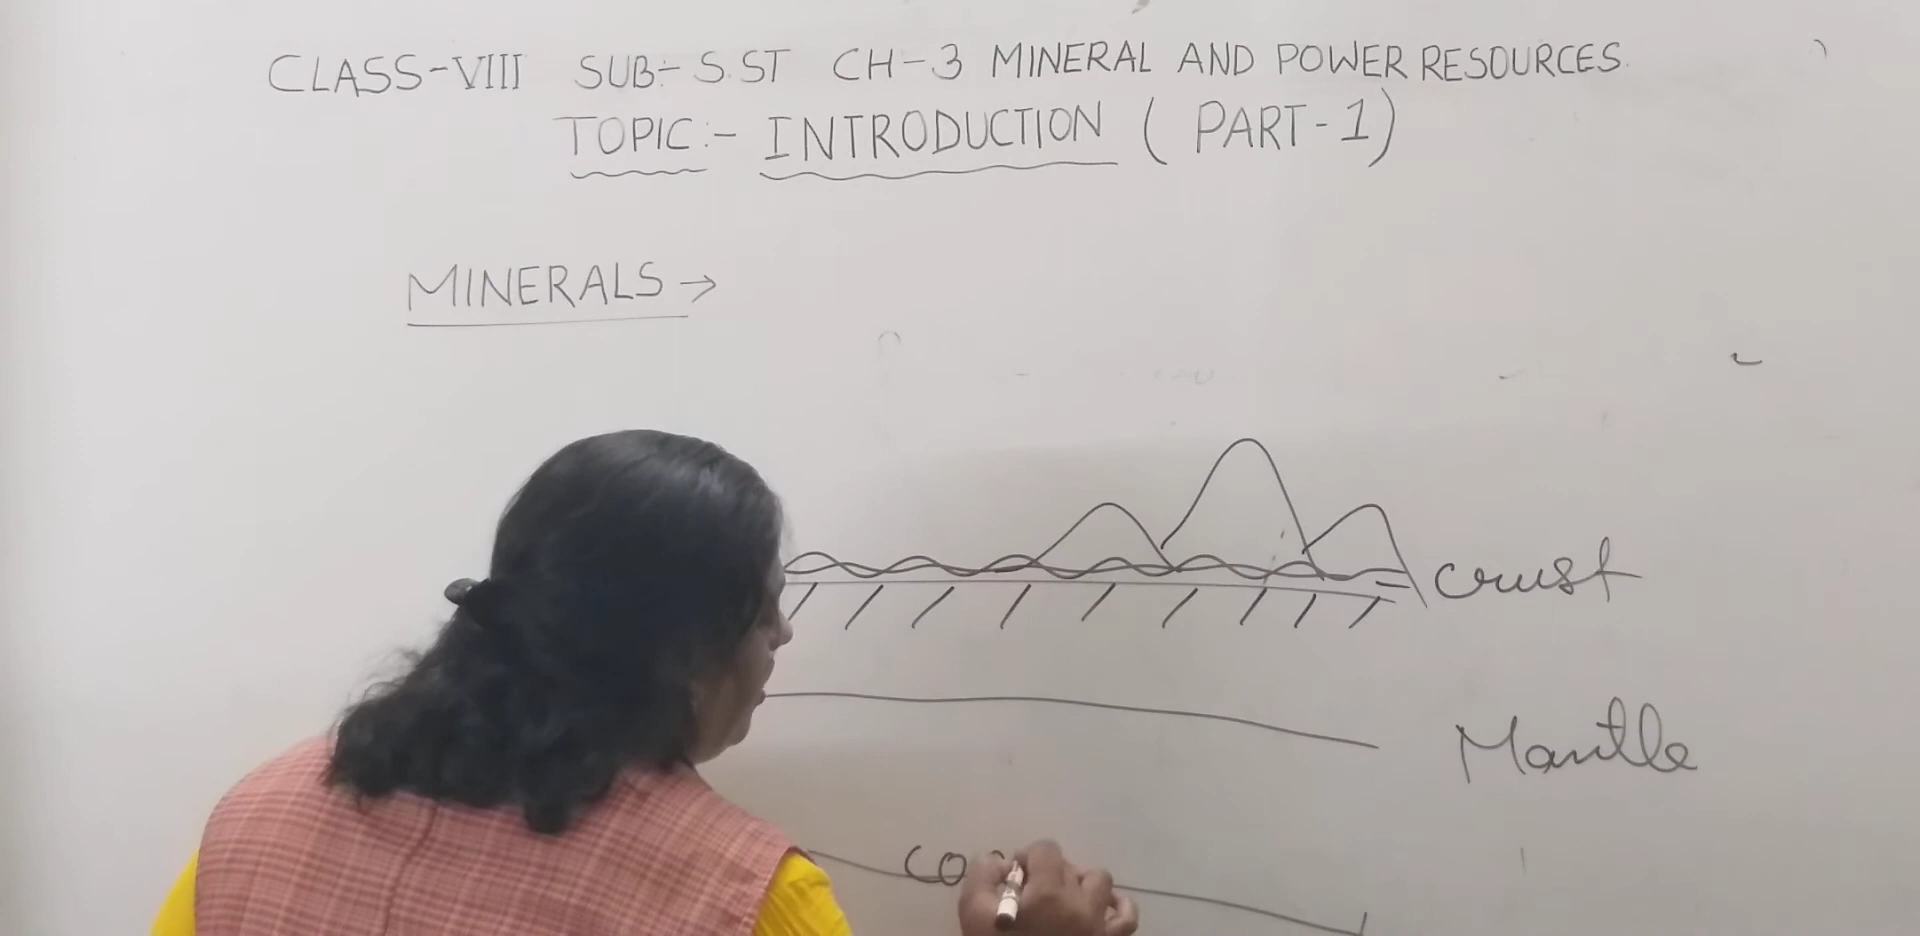 CLASS-VIII SUB:- S.ST CH-3 MINERAL AND POWER RESOURCES.
TOPIC:- INTRODUCTION (PART-1)
MINERALS →
crust
Mantle